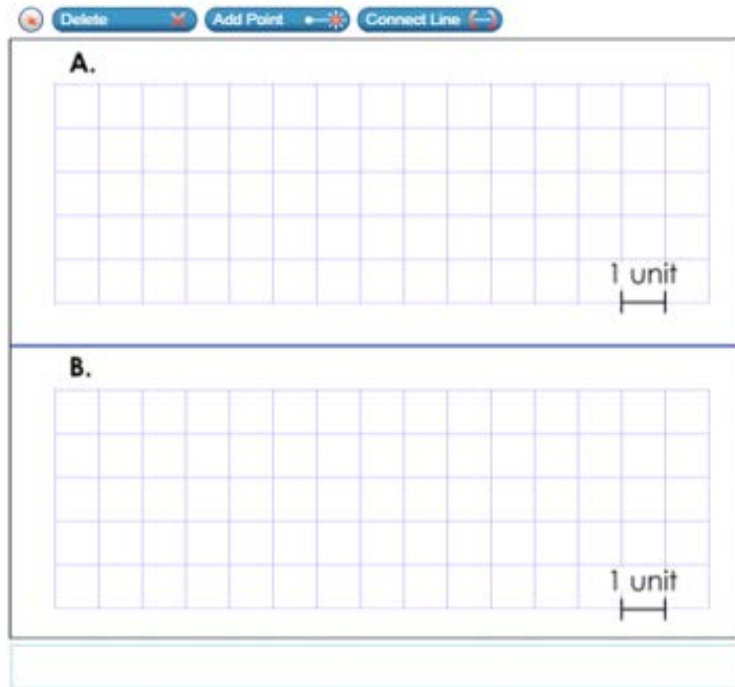 Delete Add Point Connect Line
A.
1 unit
B.
1 unit